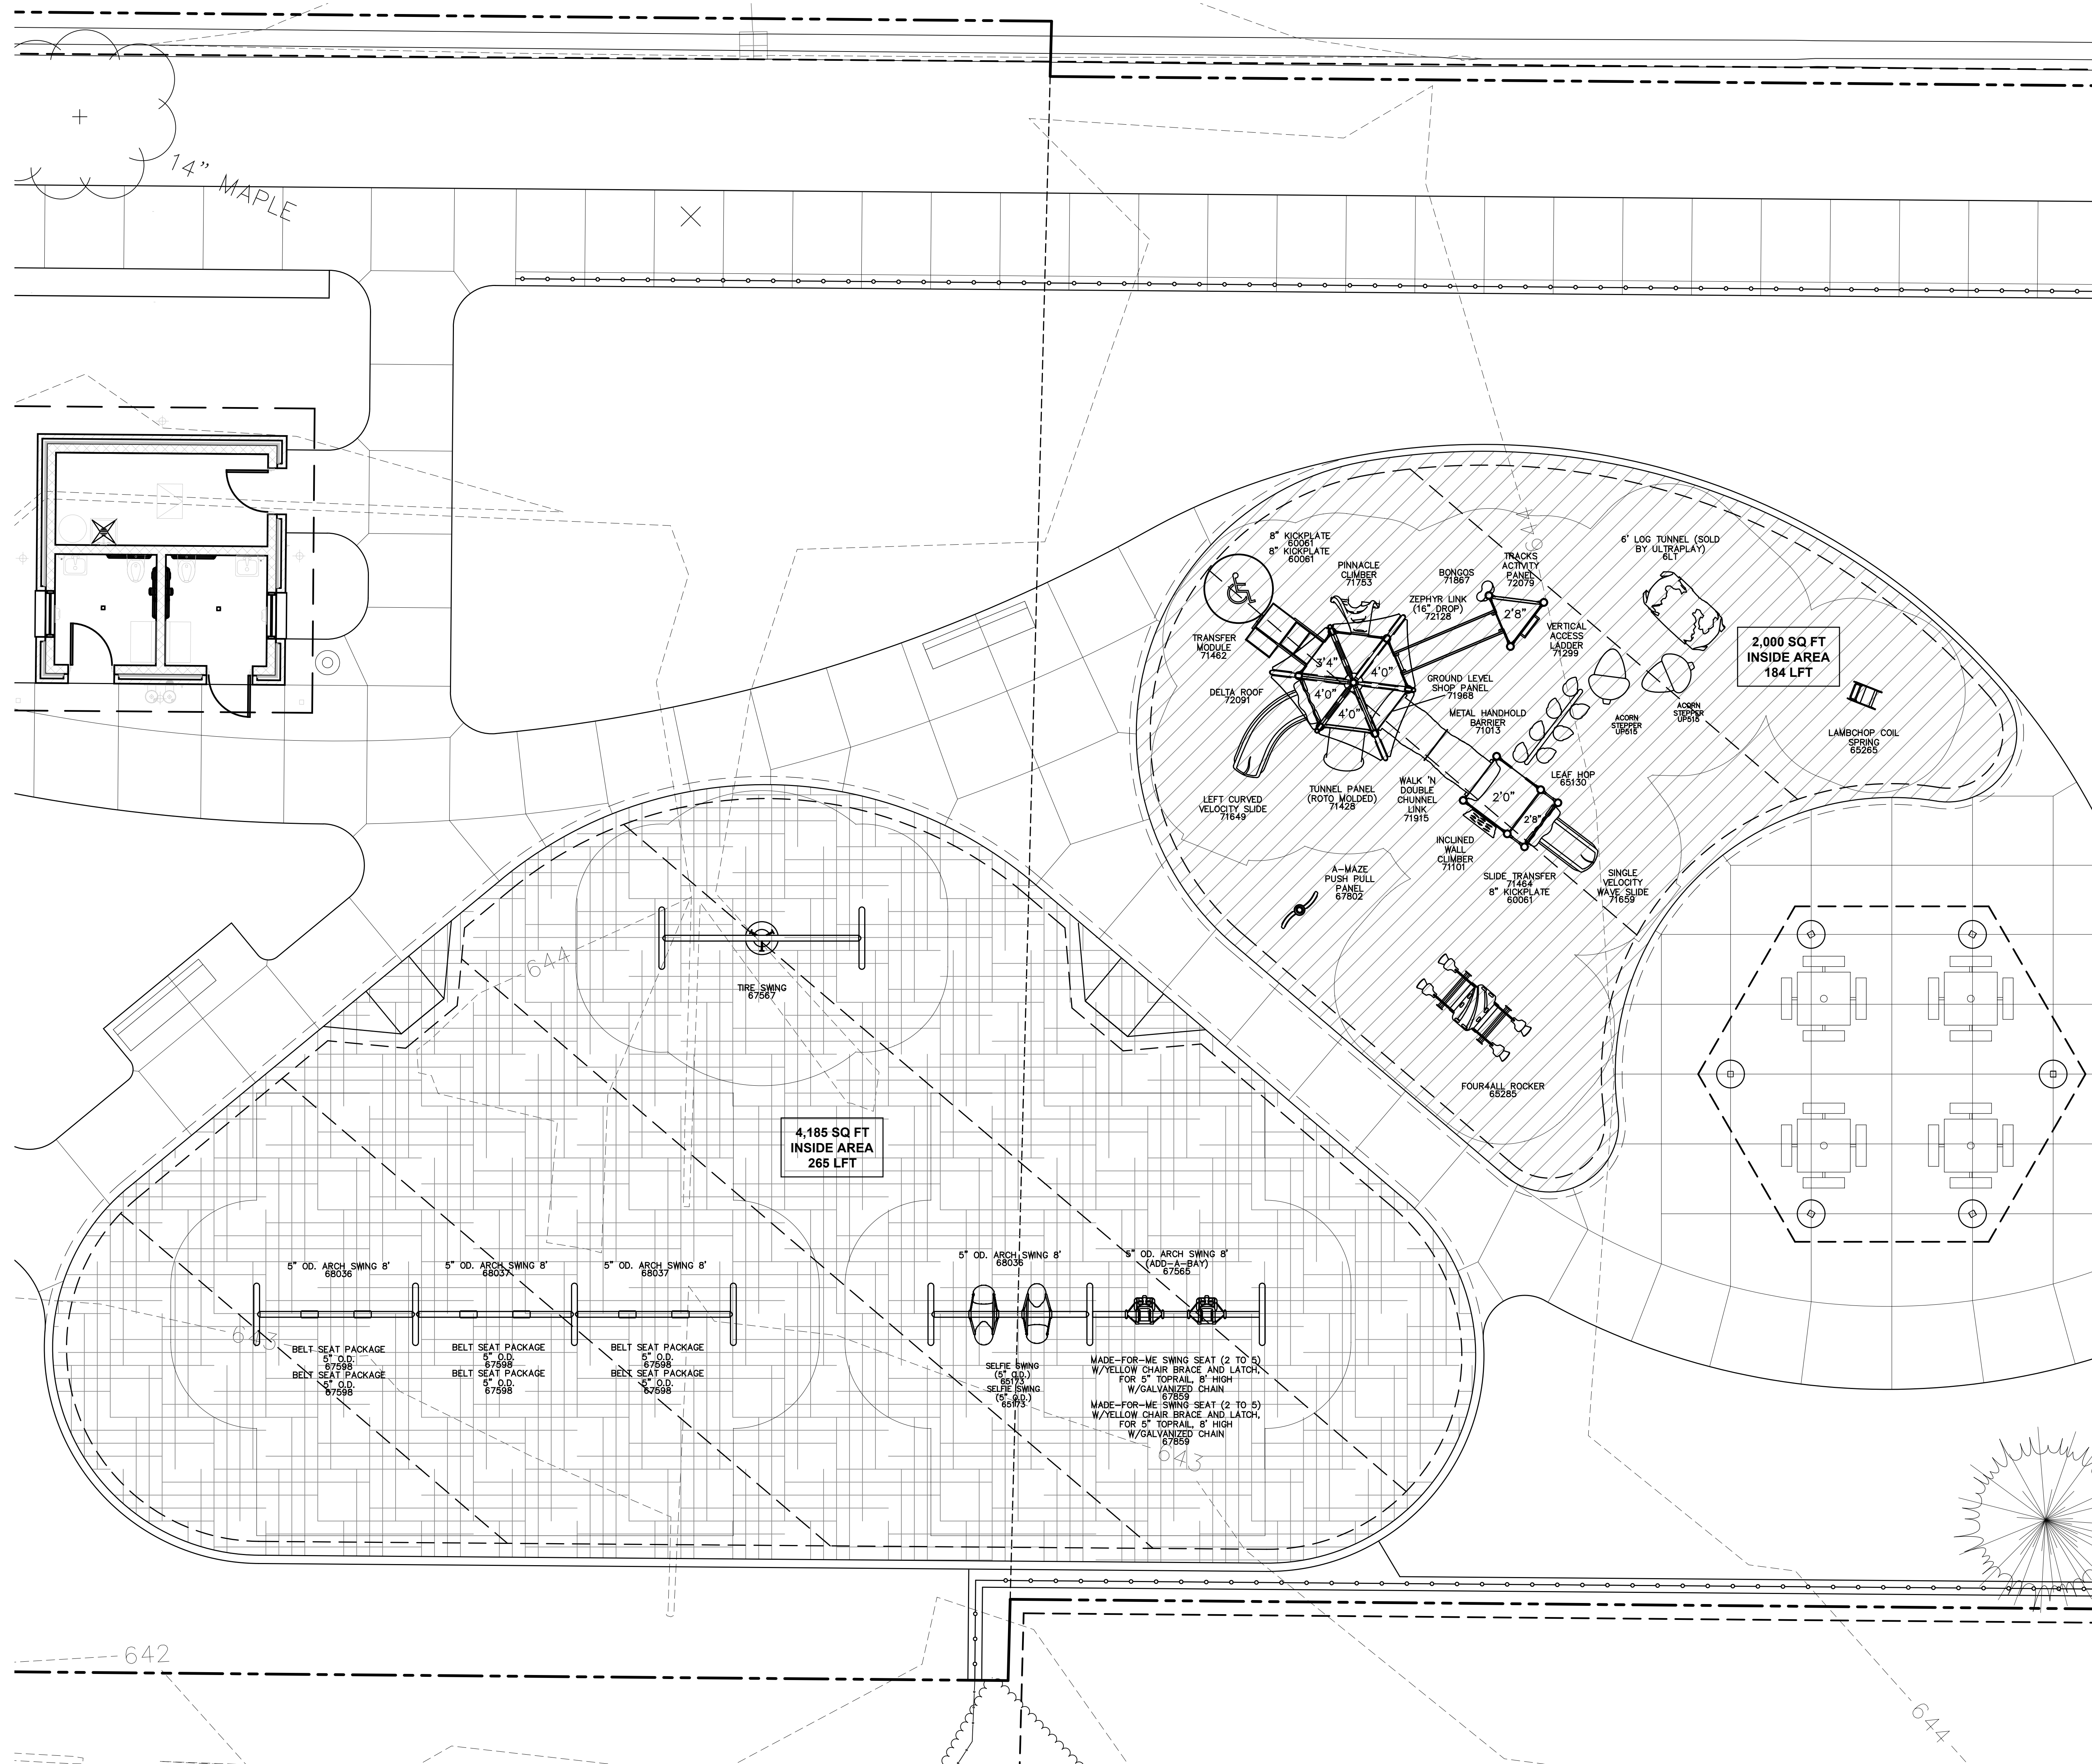 14" MAPLE
8" KICKPLATE
60061
8" KICKPLATE
60061
PINNACLE
CLIMBER
71753
BONGOS
71867
TRACKS
ACTIVITY
PANEL
72079
6' LOG TUNNEL (SOLD
BY ULTRAPLAY)
6LT
ZEPHYR LINK
(16" DROP)
72128
2'8"
VERTICAL
ACCESS
LADDER
71299
TRANSFER
MODULE
71462
2,000 SQ FT
INSIDE AREA
184 LFT
3'4"
4'0"
4'0"
4'0"
GROUND LEVEL
SHOP PANEL
71968
DELTA ROOF
72091
METAL HANDHOLD
BARRIER
71013
ACORN
STEPPER
UP515
ACORN
STEPPER
UP515
LAMBCHOP COIL
SPRING
65265
LEAF HOP
65130
LEFT CURVED
VELOCITY SLIDE
71649
TUNNEL PANEL
(ROTO MOLDED)
71428
WALK 'N
DOUBLE
CHUNNEL
LINK
71915
2'0"
2'8"
INCLINED
WALL
CLIMBER
71101
SLIDE TRANSFER
71464
8" KICKPLATE
60061
SINGLE
VELOCITY
WAVE SLIDE
71659
A-MAZE
PUSH PULL
PANEL
67802
644
TIRE SWING
67567
FOUR4ALL ROCKER
65285
4,185 SQ FT
INSIDE AREA
265 LFT
5" OD. ARCH SWING 8'
68036
5" OD. ARCH SWING 8'
68037
5" OD. ARCH SWING 8'
68037
5" OD. ARCH SWING 8'
68036
5" OD. ARCH SWING 8'
(ADD-A-BAY)
67565
643
BELT SEAT PACKAGE
5" O.D.
67598
BELT SEAT PACKAGE
5" O.D.
67598
BELT SEAT PACKAGE
5" O.D.
67598
BELT SEAT PACKAGE
5" O.D.
67598
BELT SEAT PACKAGE
5" O.D.
67598
BELT SEAT PACKAGE
5" O.D.
67598
SELFIE SWING
(5" O.D.)
65173
SELFIE SWING
(5" O.D.)
65173
MADE-FOR-ME SWING SEAT (2 TO 5)
W/YELLOW CHAIR BRACE AND LATCH,
FOR 5" TOPRAIL, 8' HIGH
W/GALVANIZED CHAIN
67859
MADE-FOR-ME SWING SEAT (2 TO 5)
W/YELLOW CHAIR BRACE AND LATCH,
FOR 5" TOPRAIL, 8' HIGH
W/GALVANIZED CHAIN
67859
643
642
644